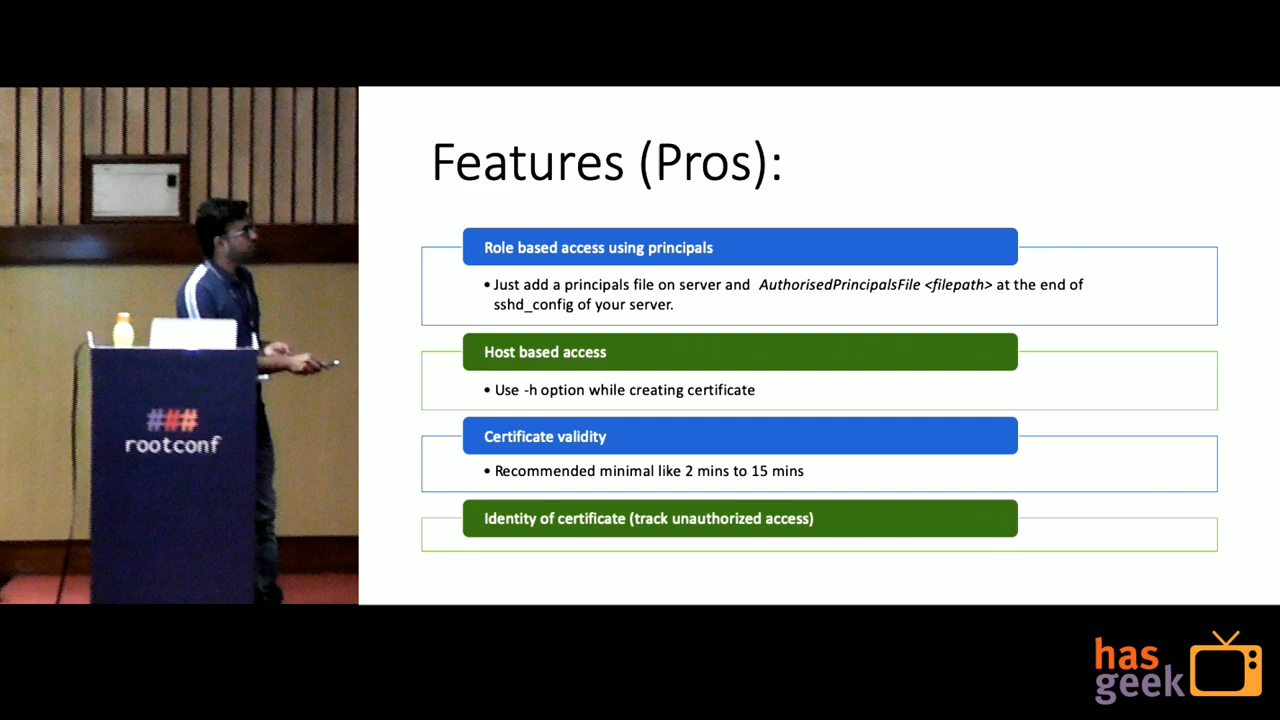 Features (Pros):
Role based access using principals
• Just add a principals file on server and AuthorisedPrincipalsFile <filepath> at the end of
sshd_config of your server.
Host based access
• Use -h option while creating certificate
Certificate validity
• Recommended minimal like 2 mins to 15 mins
Identity of certificate (track unauthorized access)
###
rootconf
has
geek